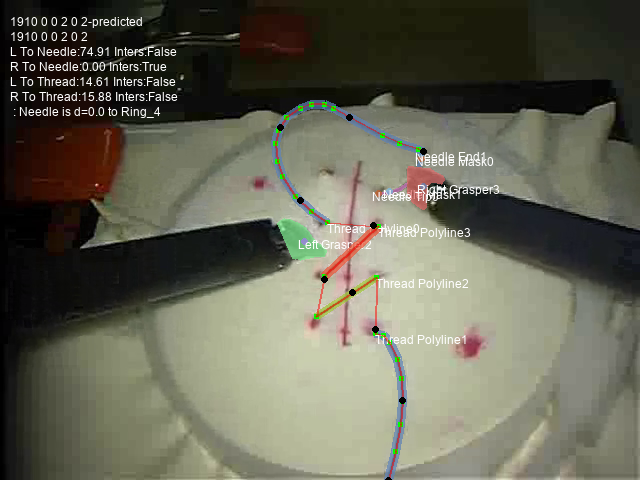 1910 0 0 2 0 2-predicted
1910 0 0 2 0 2
L To Needle:74.91 Inters:False
R To Needle:0.00 Inters:True
L To Thread:14.61 Inters:False
R To Thread:15.88 Inters:False
: Needle is d=0.0 to Ring_4
Needle End1
Needle Mask0
Right Grasper3
Needle Tip
Thread Polyline0
Thread Polyline3
Left Grasper2
Thread Polyline2
Thread Polyline1